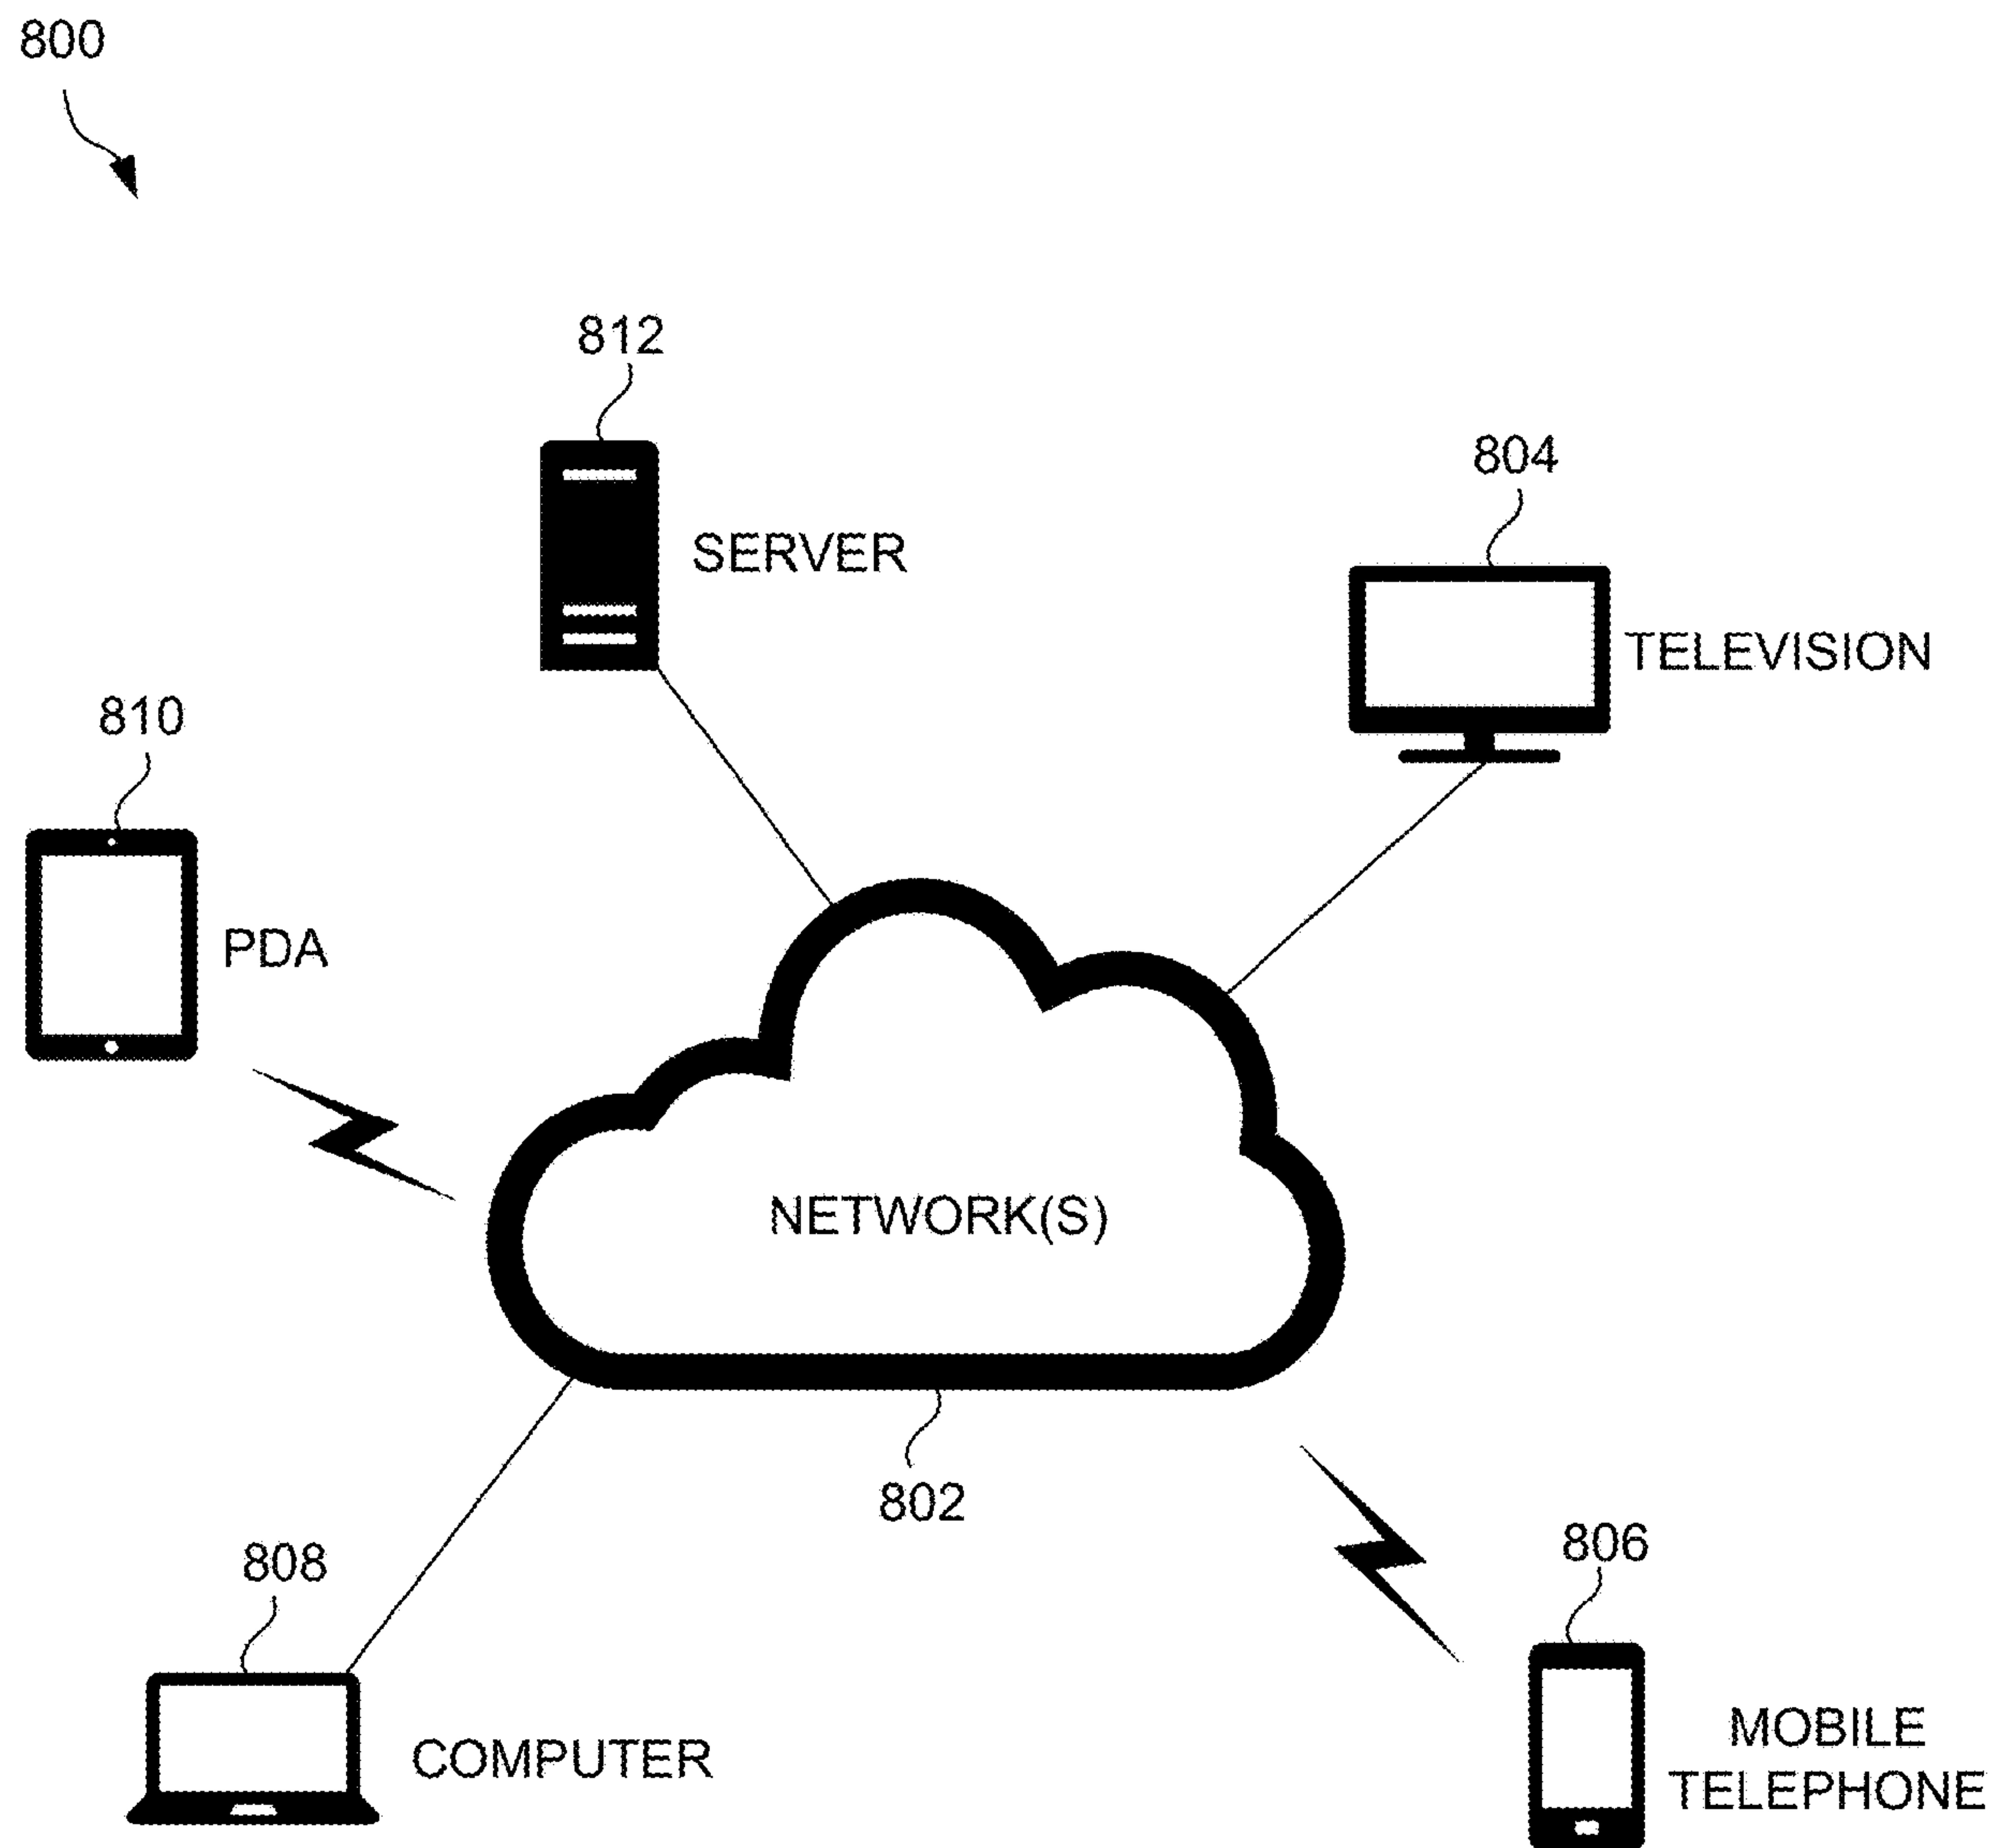 800
812
SERVER
804
TELEVISION
810
PDA
NETWORK(S)
802
808
COMPUTER
806
MOBILE
TELEPHONE